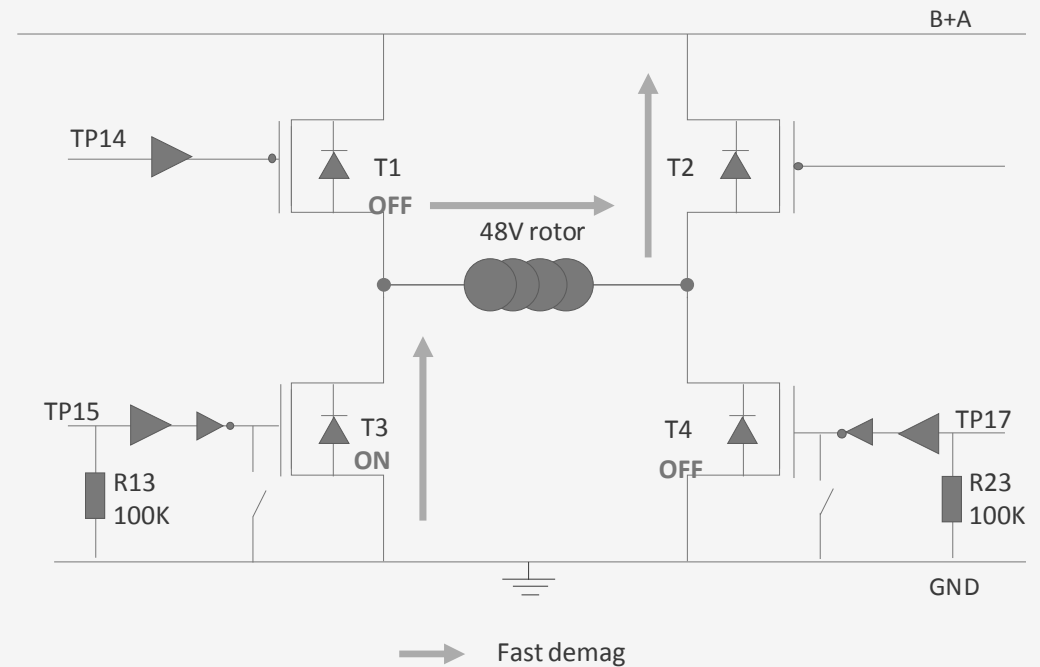 B+A
TP14
T1
OFF
T2
48V rotor
TP15
T3
ON
T4
OFF
TP17
R13
100K
R23
100K
GND
Fast demag